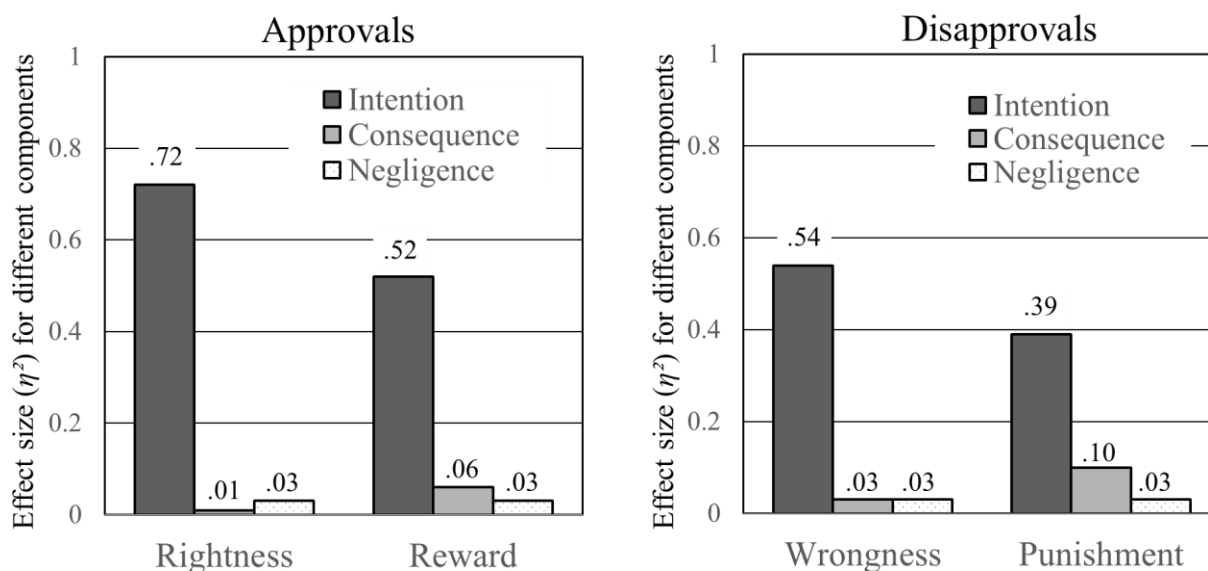 Approvals
Effect size (η²) for different components
1
0.8
0.6
0.4
0.2
0
Intention
Consequence
Negligence
.72
.01
.03
.52
.06
.03
Rightness
Reward
Disapprovals
Effect size (η²) for different components
1
0.8
0.6
0.4
0.2
0
Intention
Consequence
Negligence
.54
.03
.03
.39
.10
.03
Wrongness
Punishment